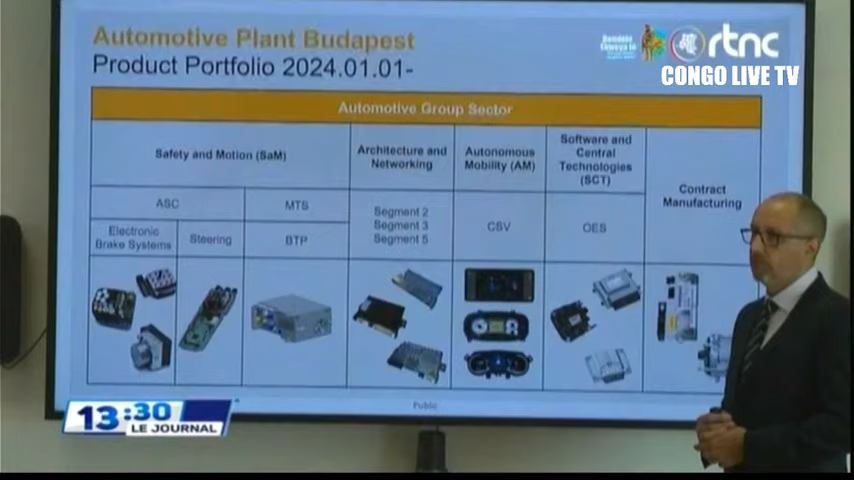 Automotive Plant Budapest
Product Portfolio 2024.01.01-
rtnc
CONGO LIVE TV
Automotive Group Sector
Safety and Motion (SaM)
Architecture and
Networking
Autonomous
Mobility (AM)
Software and
Central
Technologies
(SCT)
Contract
Manufacturing
ASC
MTS
Segment 2
Segment 3
Segment 5
CSV
OES
Electronic
Brake Systems
Steering
BTP
Public
13:30
LE JOURNAL